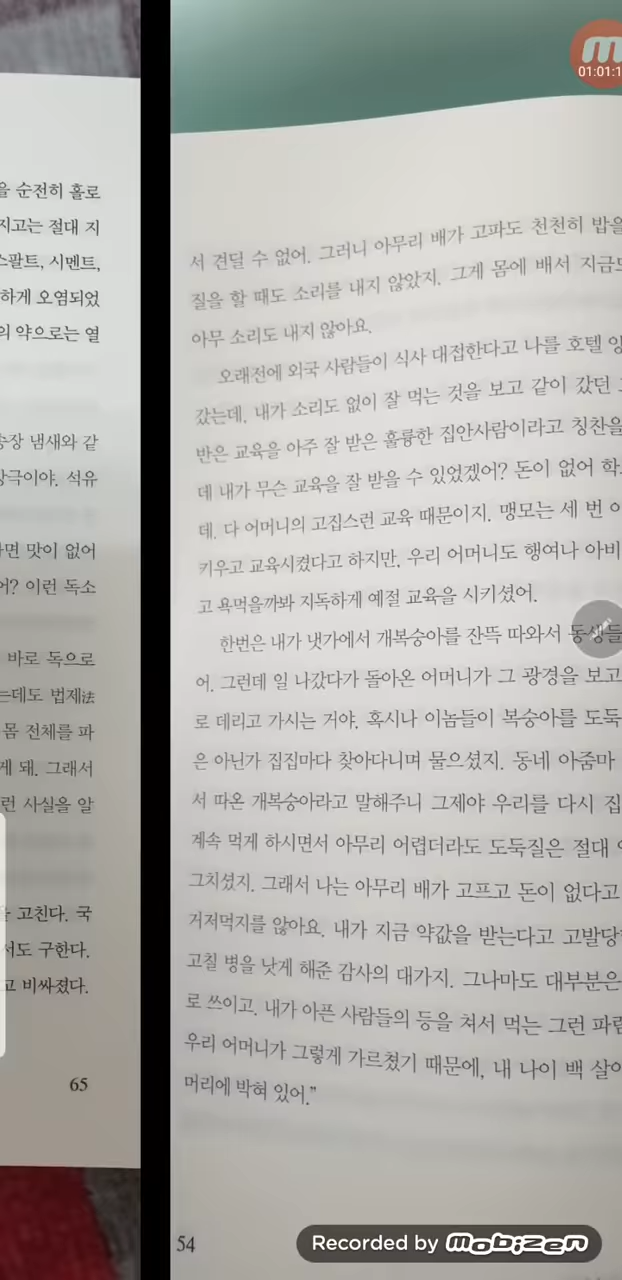 을 순전히 홀로
지고는 절대 지
스팔트, 시멘트,
하게 오염되었
의 약으로는 열
송장 냄새와 같
상극이야. 석유
면 맛이 없어
어? 이런 독소
바로 독으로
는데도 법제法
몸 전체를 파
게 돼. 그래서
런 사실을 알
고친다. 국
서도 구한다.
고 비싸졌다.
65
01:01:1
서 견딜 수 없어. 그러니 아무리 배가 고파도 천천히 밥을
질을 할 때도 소리를 내지 않았지. 그게 몸에 배서 지금도
아무 소리도 내지 않아요.
오래전에 외국 사람들이 식사 대접한다고 나를 호텔 양
갔는데, 내가 소리도 없이 잘 먹는 것을 보고 같이 갔던
반은 교육을 아주 잘 받은 훌륭한 집안사람이라고 칭찬을
데 내가 무슨 교육을 잘 받을 수 있었겠어? 돈이 없어 학
데. 다 어머니의 고집스런 교육 때문이지. 맹모는 세 번 이
키우고 교육시켰다고 하지만, 우리 어머니도 행여나 아비
고 욕먹을까봐 지독하게 예절 교육을 시키셨어.
한번은 내가 냇가에서 개복숭아를 잔뜩 따와서 동생들
어. 그런데 일 나갔다가 돌아온 어머니가 그 광경을 보고
로 데리고 가시는 거야. 혹시나 이놈들이 복숭아를 도둑
은 아닌가 집집마다 찾아다니며 물으셨지. 동네 아줌마
서 따온 개복숭아라고 말해주니 그제야 우리를 다시 집
계속 먹게 하시면서 아무리 어렵더라도 도둑질은 절대
그치셨지. 그래서 나는 아무리 배가 고프고 돈이 없다고
거저먹지를 않아요. 내가 지금 약값을 받는다고 고발당
고칠 병을 낫게 해준 감사의 대가지. 그나마도 대부분은
로 쓰이고. 내가 아픈 사람들의 등을 쳐서 먹는 그런 파렴
우리 어머니가 그렇게 가르쳤기 때문에, 내 나이 백 살이
머리에 박혀 있어.”
54
Recorded by mobizen